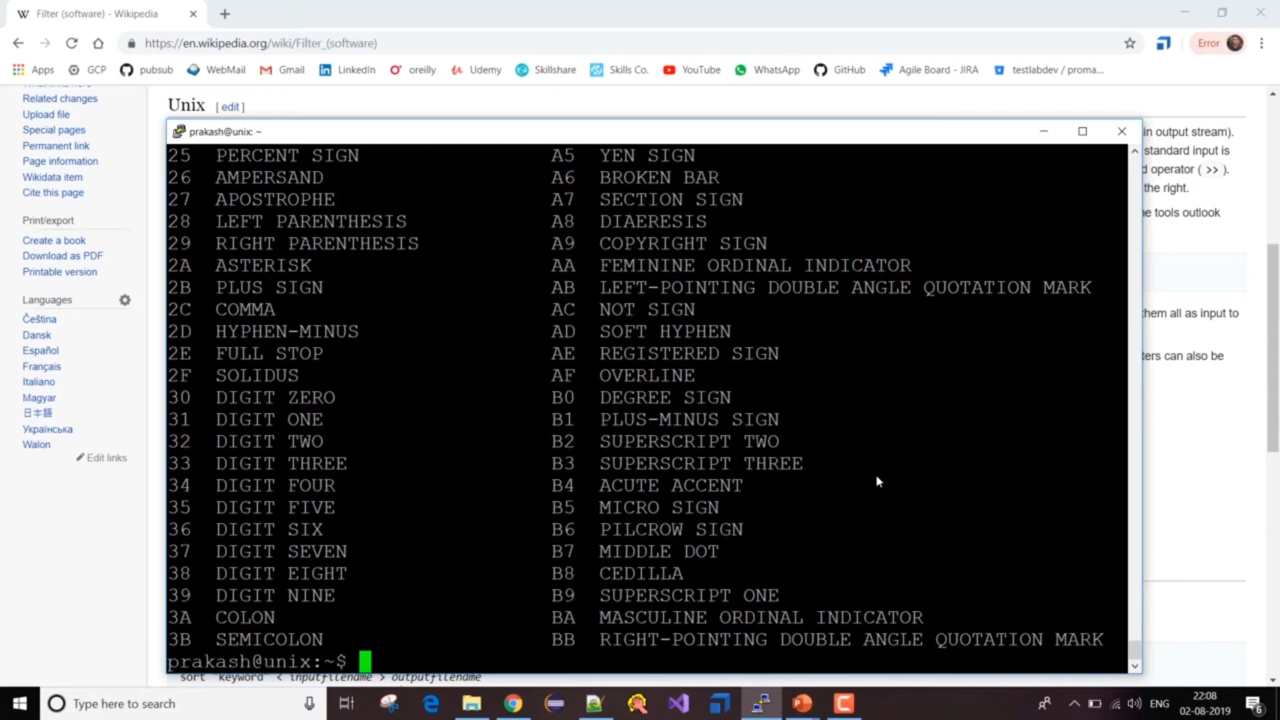 Filter (software) - Wikipedia
https://en.wikipedia.org/wiki/Filter_(software)
Error
Apps GCP pubsub WebMail Gmail LinkedIn oreilly Udemy Skillshare Skills Co. YouTube WhatsApp GitHub Agile Board - JIRA testlabdev / proma...
Related changes
Upload file
Special pages
Permanent link
Page information
Wikidata item
Cite this page
Print/export
Create a book
Download as PDF
Printable version
Languages
Čeština
Dansk
Español
Français
Italiano
Magyar
日本語
Українська
Walon
Edit links
Unix [ edit ]
in output stream).
standard input is
d operator ( >> ).
the right.
e tools outlook
them all as input to
ters can also be
prakash@unix: ~
25 PERCENT SIGN A5 YEN SIGN
26 AMPERSAND A6 BROKEN BAR
27 APOSTROPHE A7 SECTION SIGN
28 LEFT PARENTHESIS A8 DIAERESIS
29 RIGHT PARENTHESIS A9 COPYRIGHT SIGN
2A ASTERISK AA FEMININE ORDINAL INDICATOR
2B PLUS SIGN AB LEFT-POINTING DOUBLE ANGLE QUOTATION MARK
2C COMMA AC NOT SIGN
2D HYPHEN-MINUS AD SOFT HYPHEN
2E FULL STOP AE REGISTERED SIGN
2F SOLIDUS AF OVERLINE
30 DIGIT ZERO B0 DEGREE SIGN
31 DIGIT ONE B1 PLUS-MINUS SIGN
32 DIGIT TWO B2 SUPERSCRIPT TWO
33 DIGIT THREE B3 SUPERSCRIPT THREE
34 DIGIT FOUR B4 ACUTE ACCENT
35 DIGIT FIVE B5 MICRO SIGN
36 DIGIT SIX B6 PILCROW SIGN
37 DIGIT SEVEN B7 MIDDLE DOT
38 DIGIT EIGHT B8 CEDILLA
39 DIGIT NINE B9 SUPERSCRIPT ONE
3A COLON BA MASCULINE ORDINAL INDICATOR
3B SEMICOLON BB RIGHT-POINTING DOUBLE ANGLE QUOTATION MARK
prakash@unix:~$
sort "keyword" < inputfilename > outputfilename
Type here to search
ENG
22:08
02-08-2019
6